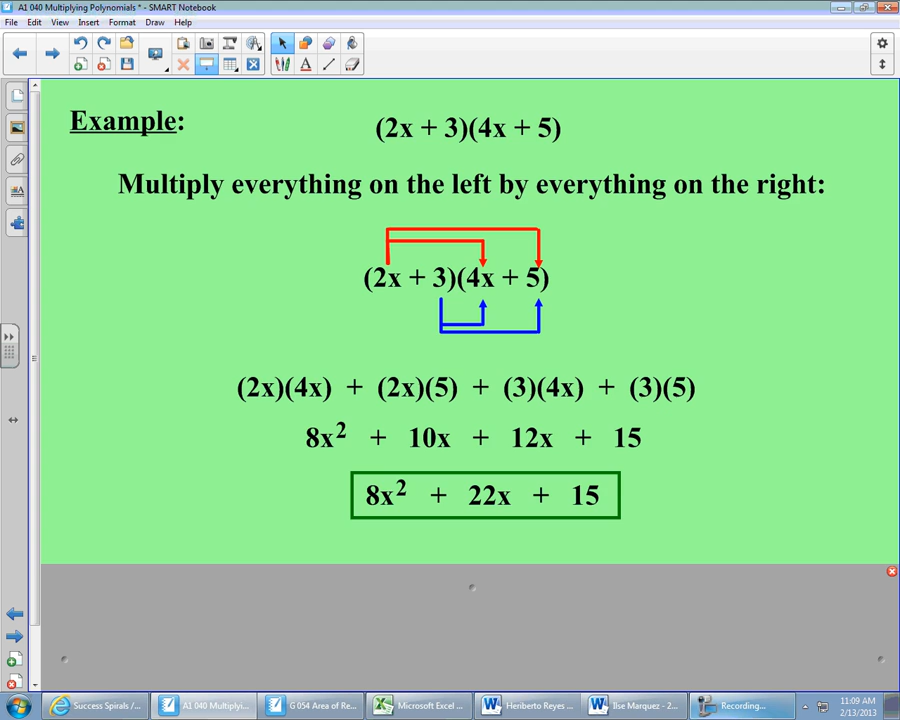 A1 040 Multiplying Polynomials * - SMART Notebook
File Edit View Insert Format Draw Help
Example: (2x + 3)(4x + 5)
Multiply everything on the left by everything on the right:
(2x + 3)(4x + 5)
(2x)(4x) + (2x)(5) + (3)(4x) + (3)(5)
8x² + 10x + 12x + 15
8x² + 22x + 15
Success Spirals /... A1 040 Multiplyi... G 054 Area of Re... Microsoft Excel ... Heriberto Reyes ... Ilse Marquez - 2... Recording... 11:09 AM
2/13/2013